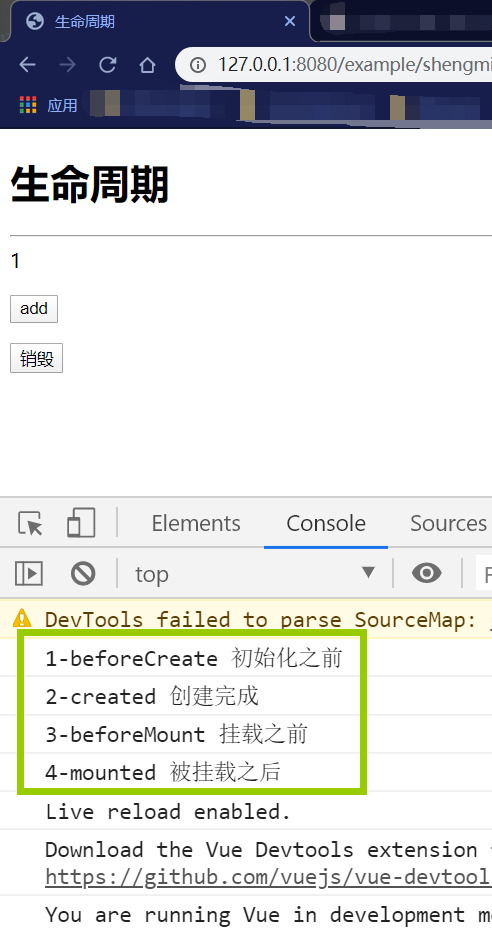 生命周期
127.0.0.1:8080/example/shengmi
应用
生命周期
1
add
销毁
Elements Console Sources
top
DevTools failed to parse SourceMap:
1-beforeCreate 初始化之前
2-created 创建完成
3-beforeMount 挂载之前
4-mounted 被挂载之后
Live reload enabled.
Download the Vue Devtools extension
https://github.com/vuejs/vue-devtool
You are running Vue in development m